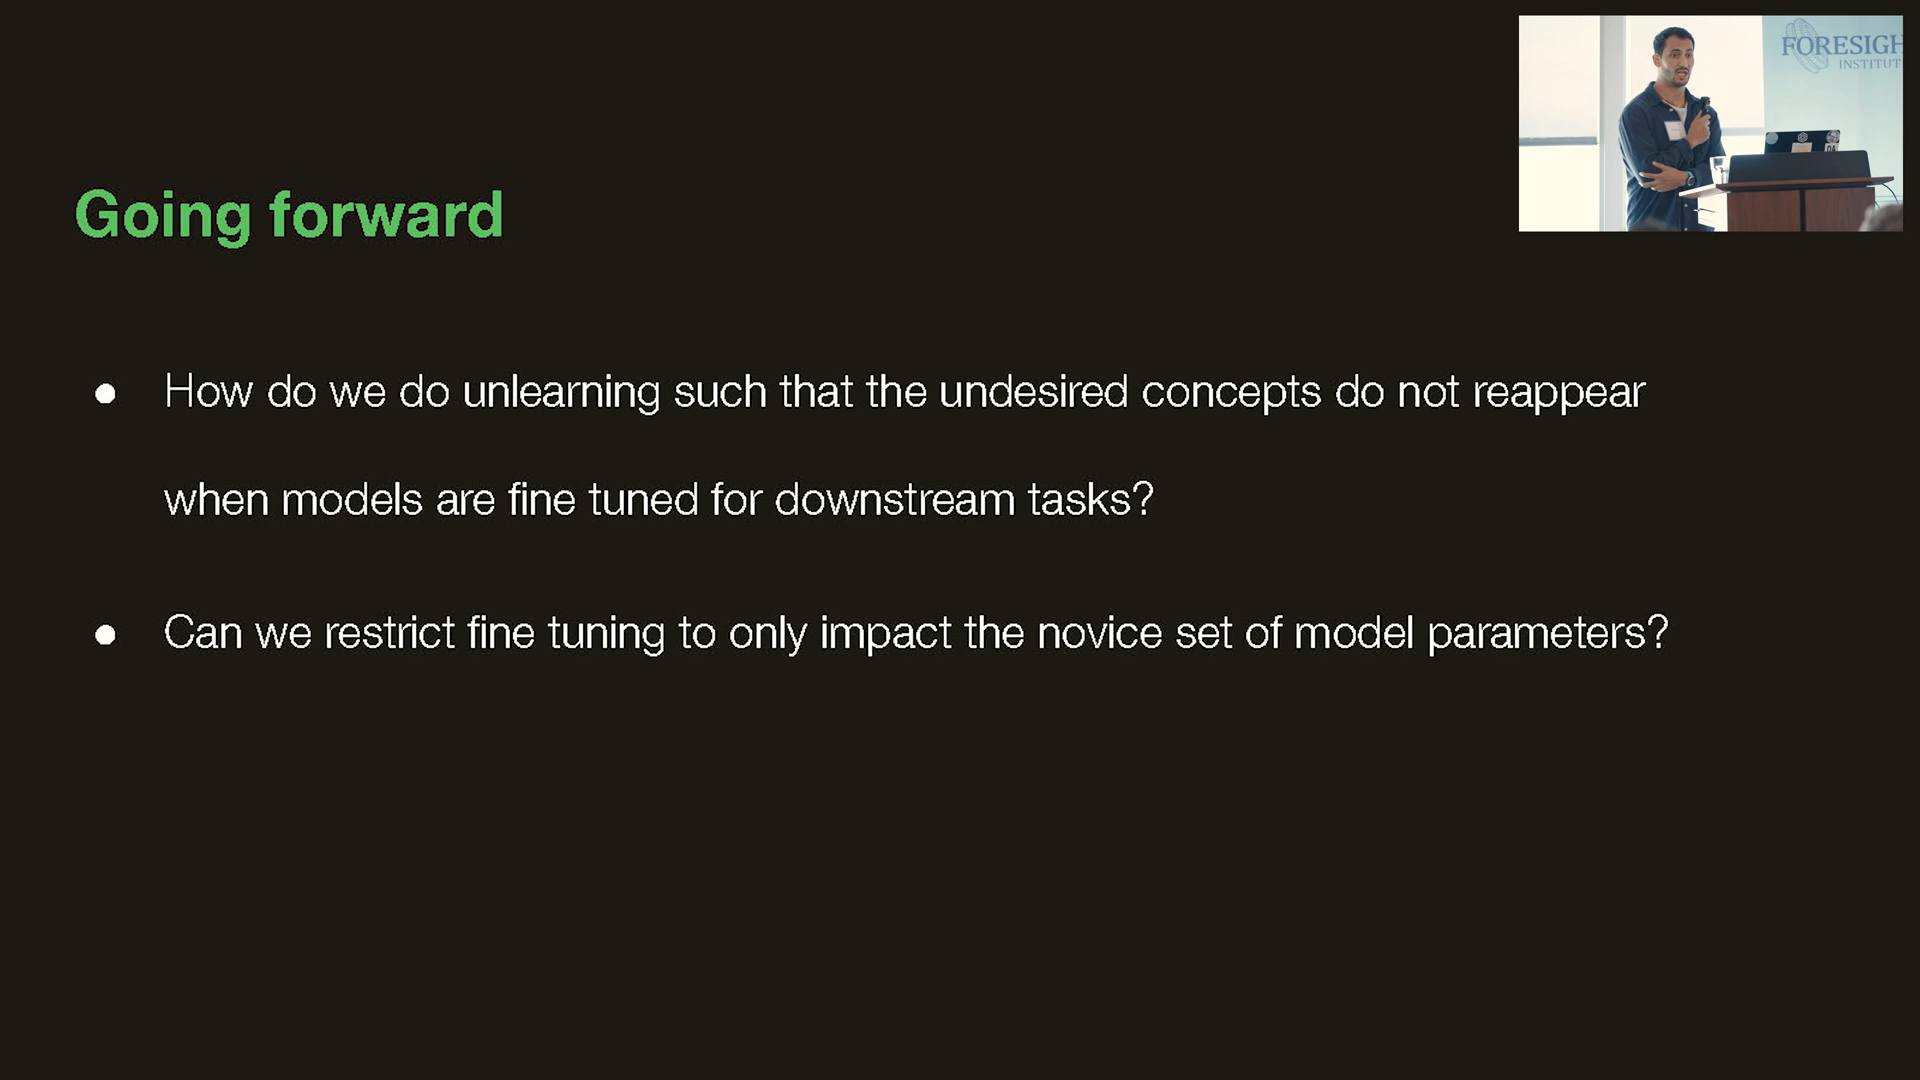 FORESIGH
INSTITUT
Going forward
● How do we do unlearning such that the undesired concepts do not reappear
when models are fine tuned for downstream tasks?
● Can we restrict fine tuning to only impact the novice set of model parameters?